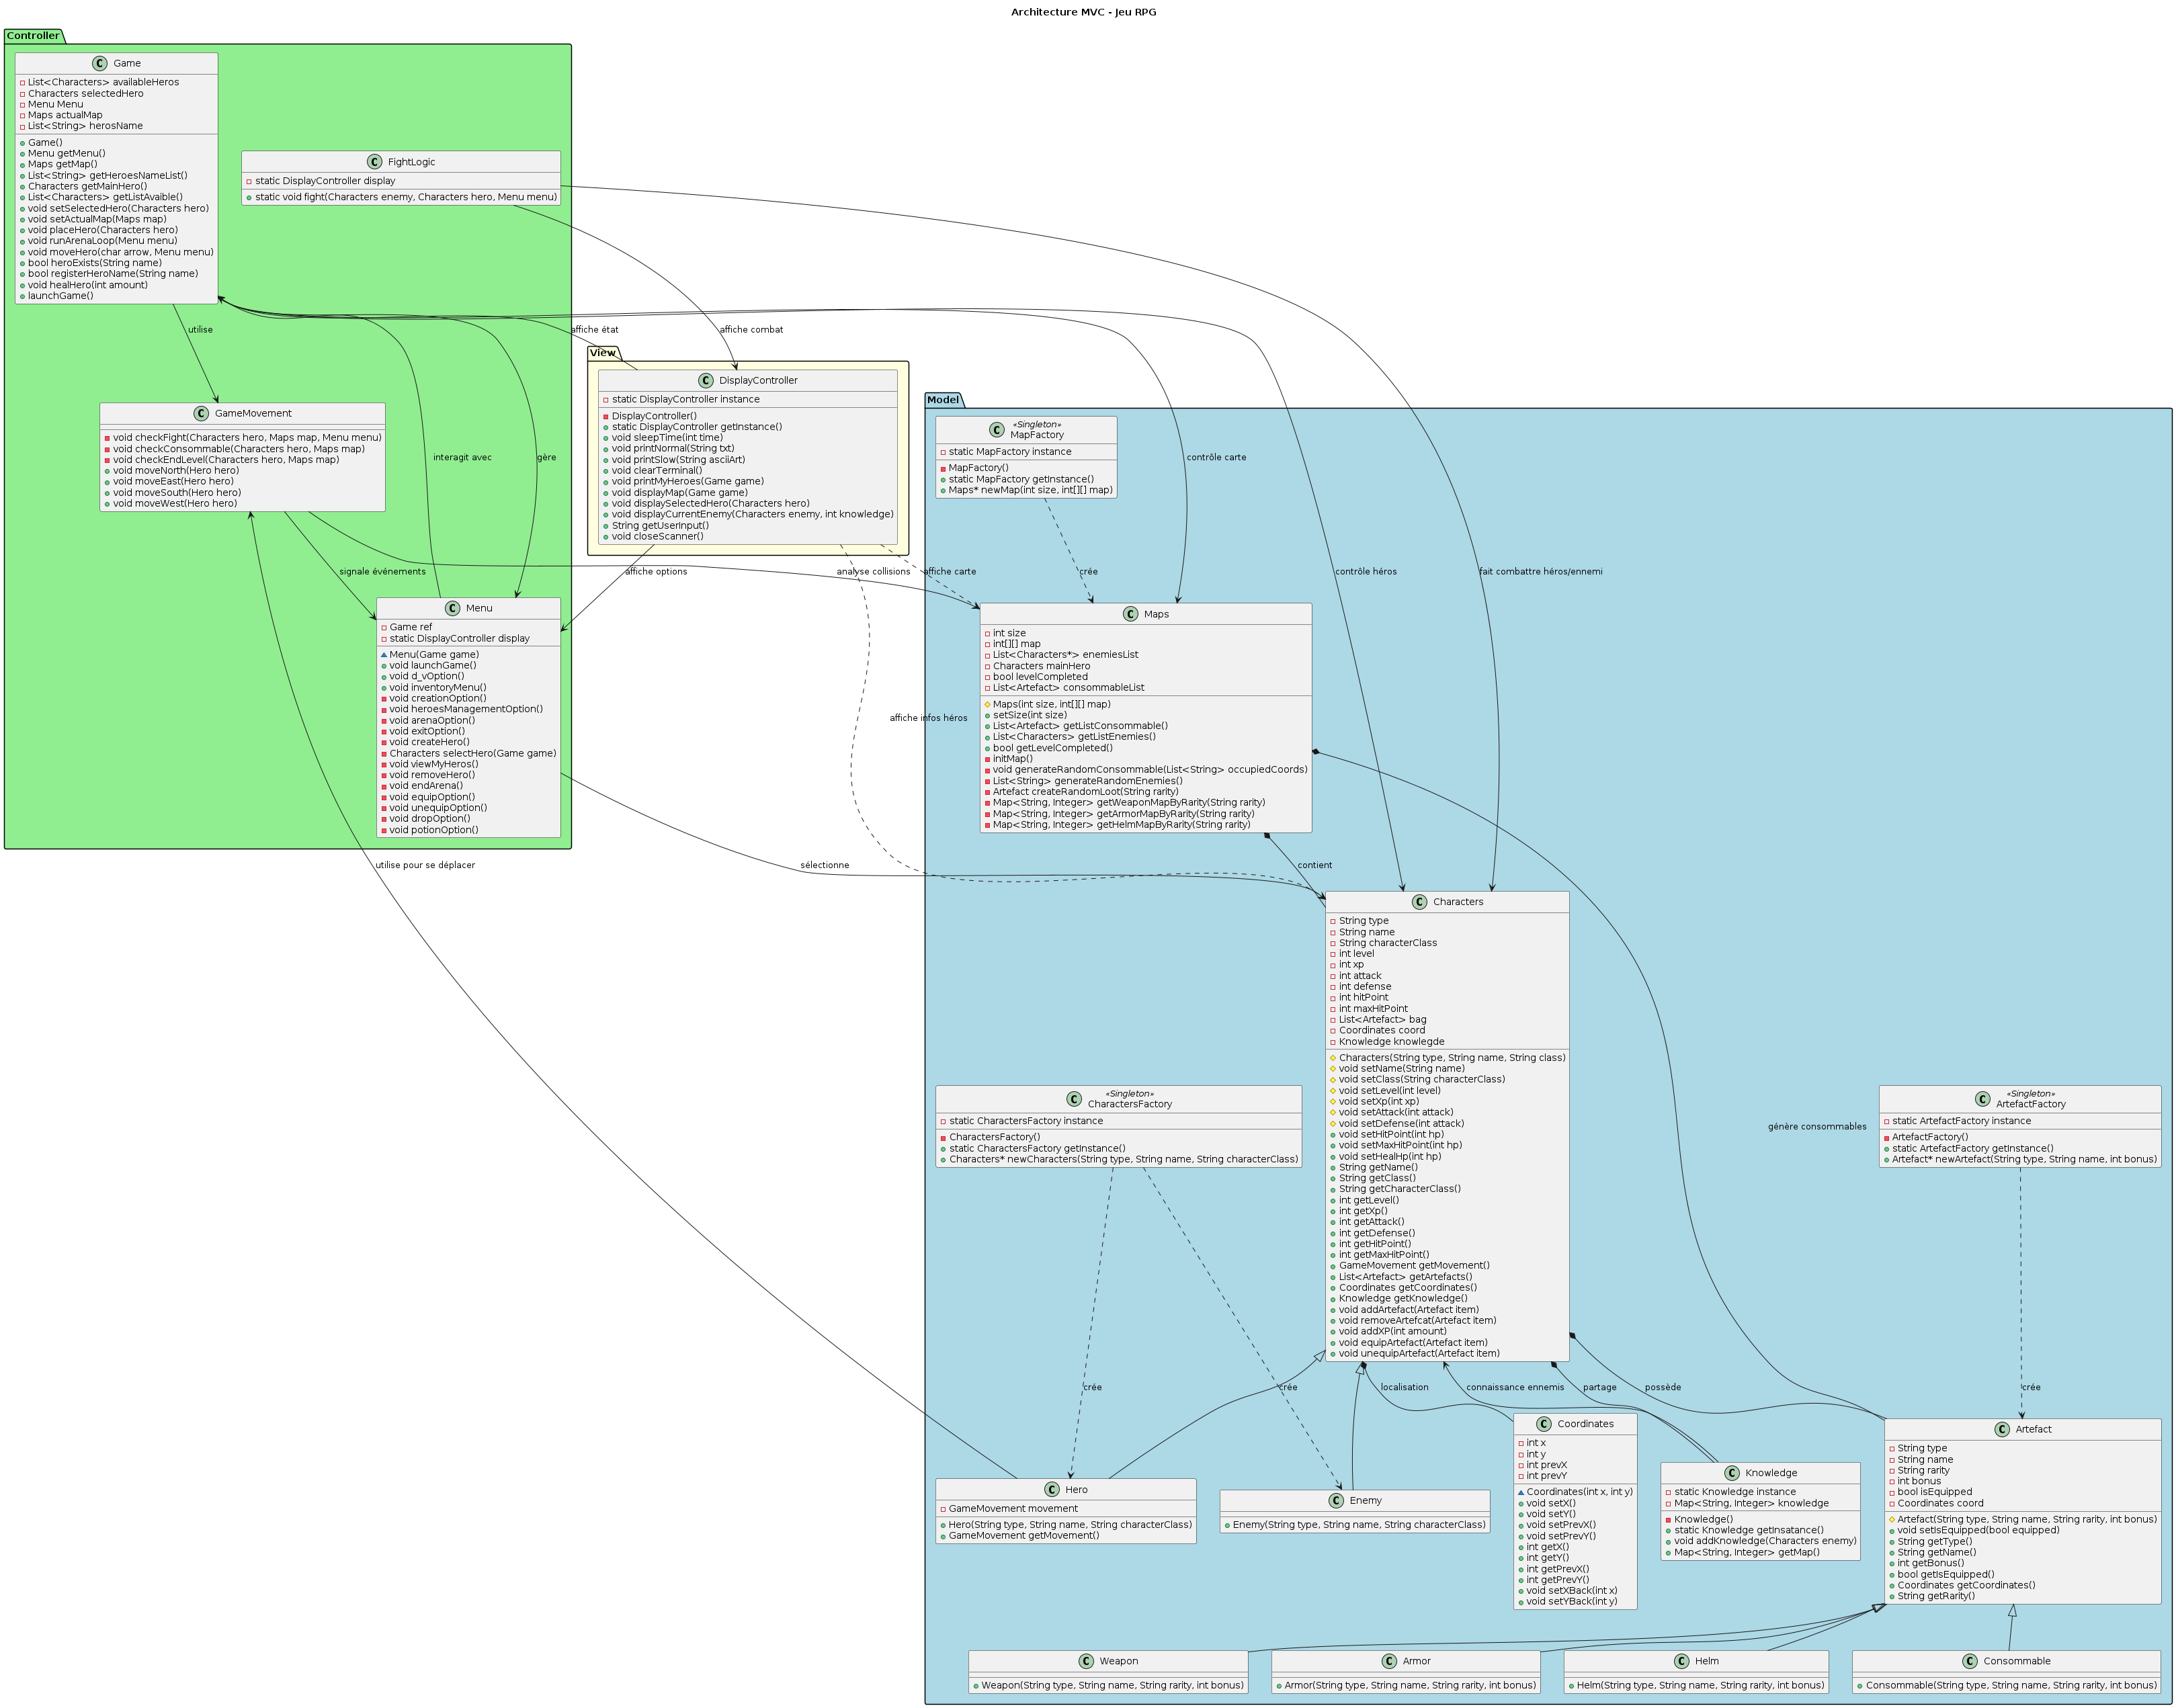 Architecture MVC - Jeu RPG
Controller
Game
List<Characters> availableHeros
Characters selectedHero
Menu Menu
Maps actualMap
List<String> herosName
Game()
Menu getMenu()
Maps getMap()
List<String> getHeroesNameList()
Characters getMainHero()
List<Characters> getListAvaible()
void setSelectedHero(Characters hero)
void setActualMap(Maps map)
void placeHero(Characters hero)
void runArenaLoop(Menu menu)
void moveHero(char arrow, Menu menu)
bool heroExists(String name)
bool registerHeroName(String name)
void healHero(int amount)
launchGame()
FightLogic
static DisplayController display
static void fight(Characters enemy, Characters hero, Menu menu)
utilise
affiche état
affiche combat
GameMovement
void checkFight(Characters hero, Maps map, Menu menu)
void checkConsommable(Characters hero, Maps map)
void checkEndLevel(Characters hero, Maps map)
void moveNorth(Hero hero)
void moveEast(Hero hero)
void moveSouth(Hero hero)
void moveWest(Hero hero)
interagit avec
gère
View
DisplayController
static DisplayController instance
DisplayController()
static DisplayController getInstance()
void sleepTime(int time)
void printNormal(String txt)
void printSlow(String asciiArt)
void clearTerminal()
void printMyHeroes(Game game)
void displayMap(Game game)
void displaySelectedHero(Characters hero)
void displayCurrentEnemy(Characters enemy, int knowledge)
String getUserInput()
void closeScanner()
Model
«Singleton»
MapFactory
static MapFactory instance
MapFactory()
static MapFactory getInstance()
Maps* newMap(int size, int[][] map)
contrôle carte
signale événements
affiche options
analyse collisions
affiche carte
crée
contrôle héros
fait combattre héros/ennemi
Menu
Game ref
static DisplayController display
Menu(Game game)
void launchGame()
void d_vOption()
void inventoryMenu()
void creationOption()
void heroesManagementOption()
void arenaOption()
void exitOption()
void createHero()
Characters selectHero(Game game)
void viewMyHeros()
void removeHero()
void endArena()
void equipOption()
void unequipOption()
void dropOption()
void potionOption()
affiche infos héros
Maps
int size
int[][] map
List<Characters*> enemiesList
Characters mainHero
bool levelCompleted
List<Artefact> consommableList
Maps(int size, int[][] map)
setSize(int size)
List<Artefact> getListConsommable()
List<Characters> getListEnemies()
bool getLevelCompleted()
initMap()
void generateRandomConsommable(List<String> occupiedCoords)
List<String> generateRandomEnemies()
Artefact createRandomLoot(String rarity)
Map<String, Integer> getWeaponMapByRarity(String rarity)
Map<String, Integer> getArmorMapByRarity(String rarity)
Map<String, Integer> getHelmMapByRarity(String rarity)
utilise pour se déplacer
sélectionne
contient
Characters
String type
String name
String characterClass
int level
int xp
int attack
int defense
int hitPoint
int maxHitPoint
List<Artefact> bag
Coordinates coord
Knowledge knowlegde
Characters(String type, String name, String class)
void setName(String name)
void setClass(String characterClass)
void setLevel(int level)
void setXp(int xp)
void setAttack(int attack)
void setDefense(int attack)
void setHitPoint(int hp)
void setMaxHitPoint(int hp)
void setHealHp(int hp)
String getName()
String getClass()
String getCharacterClass()
int getLevel()
int getXp()
int getAttack()
int getDefense()
int getHitPoint()
int getMaxHitPoint()
GameMovement getMovement()
List<Artefact> getArtefacts()
Coordinates getCoordinates()
Knowledge getKnowledge()
void addArtefact(Artefact item)
void removeArtefcat(Artefact item)
void addXP(int amount)
void equipArtefact(Artefact item)
void unequipArtefact(Artefact item)
«Singleton»
CharactersFactory
static CharactersFactory instance
CharactersFactory()
static CharactersFactory getInstance()
Characters* newCharacters(String type, String name, String characterClass)
génère consommables
«Singleton»
ArtefactFactory
static ArtefactFactory instance
ArtefactFactory()
static ArtefactFactory getInstance()
Artefact* newArtefact(String type, String name, int bonus)
crée
crée
localisation
connaissance ennemis
partage
possède
crée
Hero
GameMovement movement
Hero(String type, String name, String characterClass)
GameMovement getMovement()
Enemy
Enemy(String type, String name, String characterClass)
Coordinates
int x
int y
int prevX
int prevY
Coordinates(int x, int y)
void setX()
void setY()
void setPrevX()
void setPrevY()
int getX()
int getY()
int getPrevX()
int getPrevY()
void setXBack(int x)
void setYBack(int y)
Knowledge
static Knowledge instance
Map<String, Integer> knowledge
Knowledge()
static Knowledge getInsatance()
void addKnowledge(Characters enemy)
Map<String, Integer> getMap()
Artefact
String type
String name
String rarity
int bonus
bool isEquipped
Coordinates coord
Artefact(String type, String name, String rarity, int bonus)
void setIsEquipped(bool equipped)
String getType()
String getName()
int getBonus()
bool getIsEquipped()
Coordinates getCoordinates()
String getRarity()
Weapon
Weapon(String type, String name, String rarity, int bonus)
Armor
Armor(String type, String name, String rarity, int bonus)
Helm
Helm(String type, String name, String rarity, int bonus)
Consommable
Consommable(String type, String name, String rarity, int bonus)